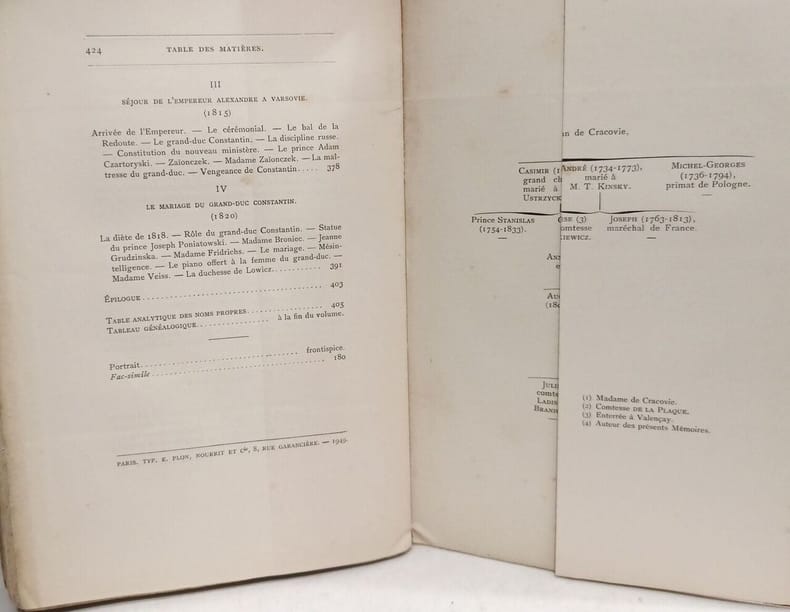 424 TABLE DES MATIÈRES.
III
SÉJOUR DE L'EMPEREUR ALEXANDRE A VARSOVIE.
(1815)
Arrivée de l'Empereur. — Le cérémonial. — Le bal de la
Redoute. — Le grand-duc Constantin. — La discipline russe.
— Constitution du nouveau ministère. — Le prince Adam
Czartoryski. — Zaïonczek. — Madame Zaïonczek. — La maî-
tresse du grand-duc. — Vengeance de Constantin..... 378
IV
LE MARIAGE DU GRAND-DUC CONSTANTIN.
(1820)
La diète de 1818. — Rôle du grand-duc Constantin. — Statue
du prince Joseph Poniatowski. — Madame Broniec. — Jeanne
Grudzinska. — Madame Fridrichs. — Le mariage. — Mésin-
telligence. — Le piano offert à la femme du grand-duc. —
Madame Veiss. — La duchesse de Lowicz........... 391
ÉPILOGUE........................................ 403
TABLE ANALYTIQUE DES NOMS PROPRES................ 405
TABLEAU GÉNÉALOGIQUE................ à la fin du volume.
Portrait................................ frontispice.
Fac-simile................................ 180
PARIS. TYP. E. PLON, NOURRIT ET Cie, 8, RUE GARANCIÈRE. — 1949.
de Cracovie,
CASIMIR
grand
marié à
ANDRÉ (1734-1773),
marié à
M. T. KINSKY.
MICHEL-GEORGES
(1736-1794),
primat de Pologne.
Prince STANISLAS
(1754-1833).
(3)
JOSEPH (1763-1813),
maréchal de France.
(1) Madame de Cracovie.
(2) Comtesse DE LA PLAQUE.
(3) Enterrée à Valençay.
(4) Auteur des présents Mémoires.